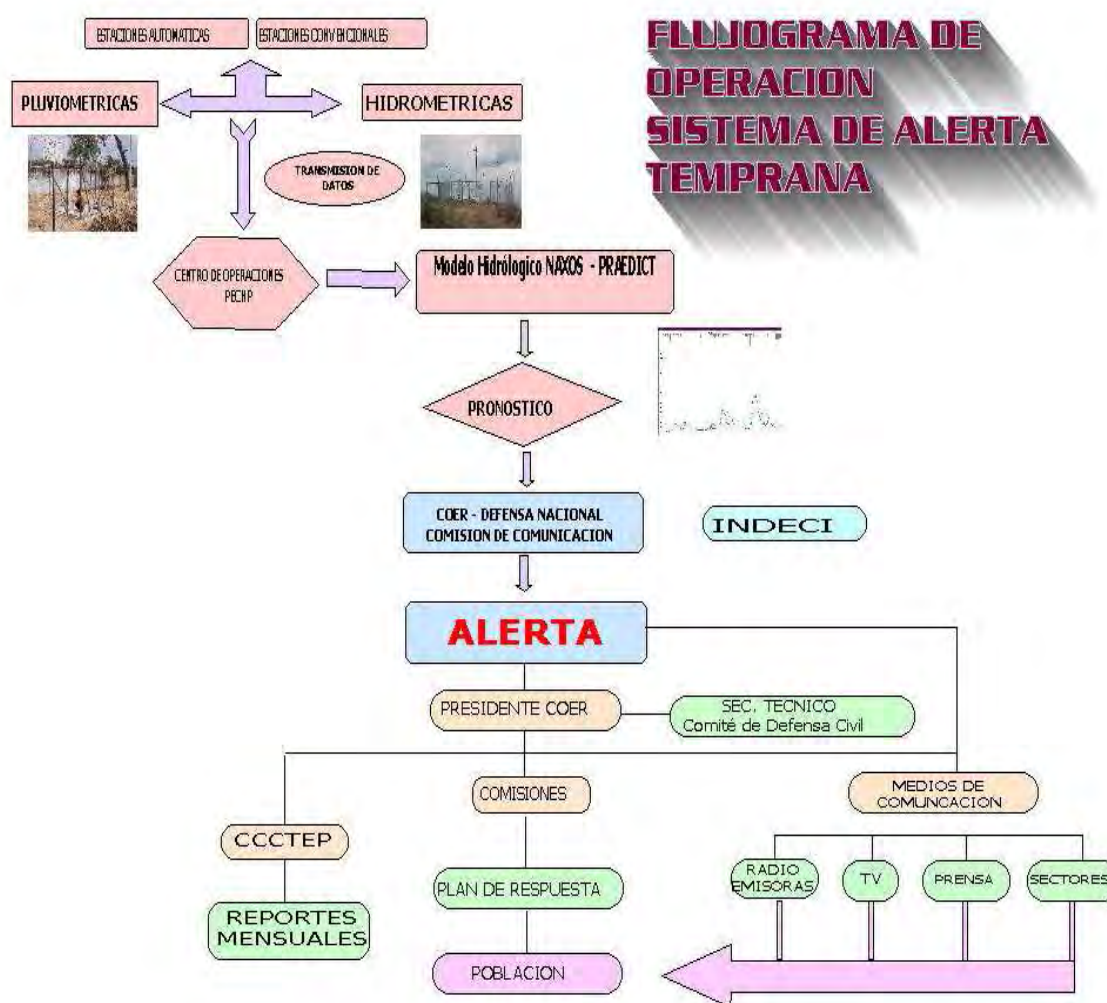 FLUJOGRAMA DE
OPERACION
SISTEMA DE ALERTA
TEMPRANA
ESTACIONES AUTOMATICAS
ESTACIONES CONVENCIONALES
PLUVIOMETRICAS
HIDROMETRICAS
TRANSMISION DE
DATOS
CENTRO DE OPERACIONES
PECHP
Modelo Hidrólogico NAXOS - PRAEDICT
PRONOSTICO
COER - DEFENSA NACIONAL
COMISION DE COMUNICACION
INDECI
ALERTA
PRESIDENTE COER
SEC. TECNICO
Comité de Defensa Civil
COMISIONES
MEDIOS DE
COMUNCACION
CCCTEP
RADIO
EMISORAS
TV
PRENSA
SECTORES
PLAN DE RESPUESTA
REPORTES
MENSUALES
POBLACION